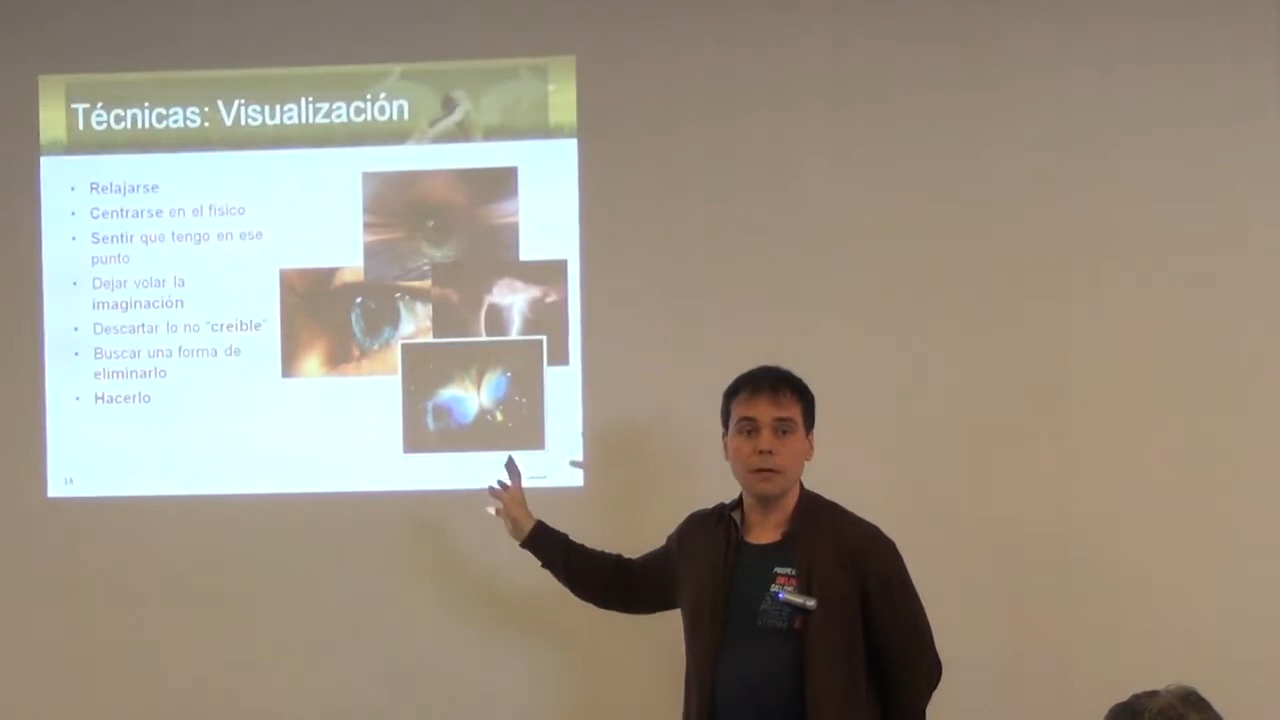 Técnicas: Visualización
• Relajarse
• Centrarse en el físico
• Sentir que tengo en ese
punto
• Dejar volar la
imaginación
• Descartar lo no "creíble"
• Buscar una forma de
eliminarlo
• Hacerlo
14